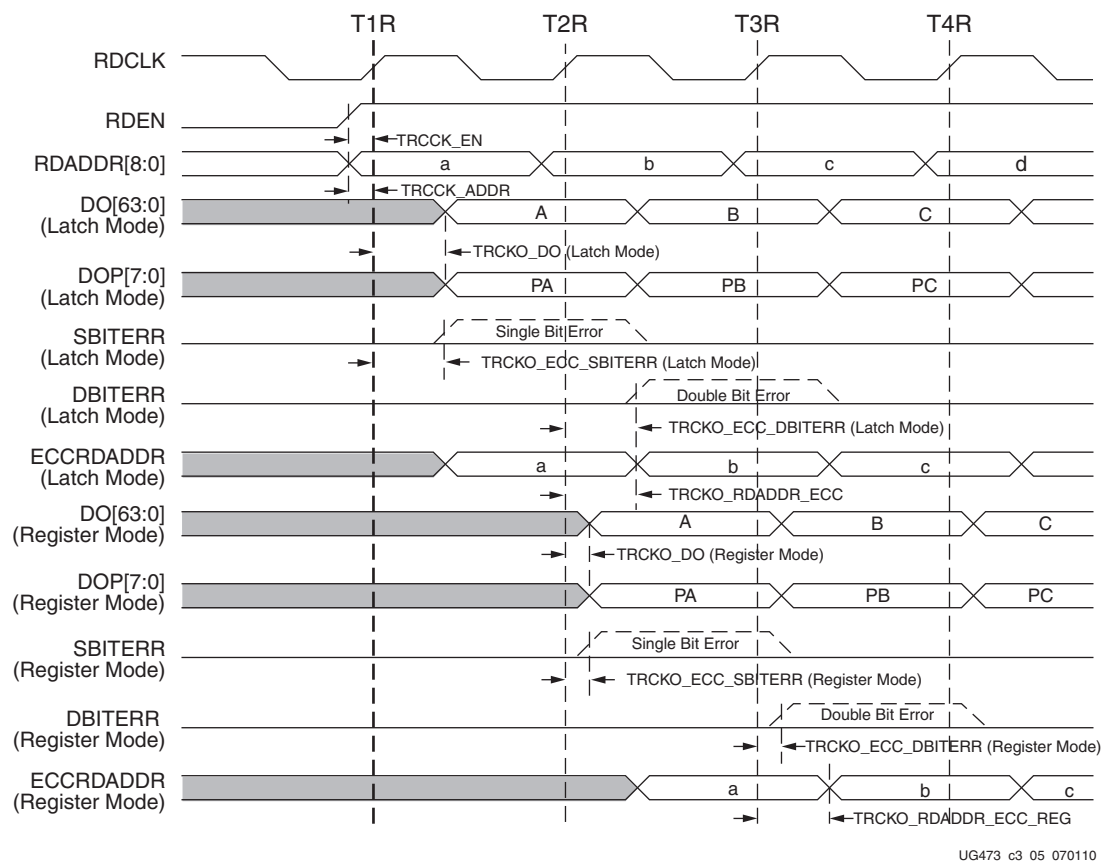 T1R T2R T3R T4R
RDCLK
RDEN
TRCCK_EN
RDADDR[8:0] a b c d
TRCCK_ADDR
DO[63:0]
(Latch Mode) A B C
TRCKO_DO (Latch Mode)
DOP[7:0]
(Latch Mode) PA PB PC
SBITERR
(Latch Mode) Single Bit Error
TRCKO_ECC_SBITERR (Latch Mode)
DBITERR
(Latch Mode) Double Bit Error
TRCKO_ECC_DBITERR (Latch Mode)
ECCRDADDR
(Latch Mode) a b c
TRCKO_RDADDR_ECC
DO[63:0]
(Register Mode) A B C
TRCKO_DO (Register Mode)
DOP[7:0]
(Register Mode) PA PB PC
SBITERR
(Register Mode) Single Bit Error
TRCKO_ECC_SBITERR (Register Mode)
DBITERR
(Register Mode) Double Bit Error
TRCKO_ECC_DBITERR (Register Mode)
ECCRDADDR
(Register Mode) a b c
TRCKO_RDADDR_ECC_REG
UG473_c3_05_070110